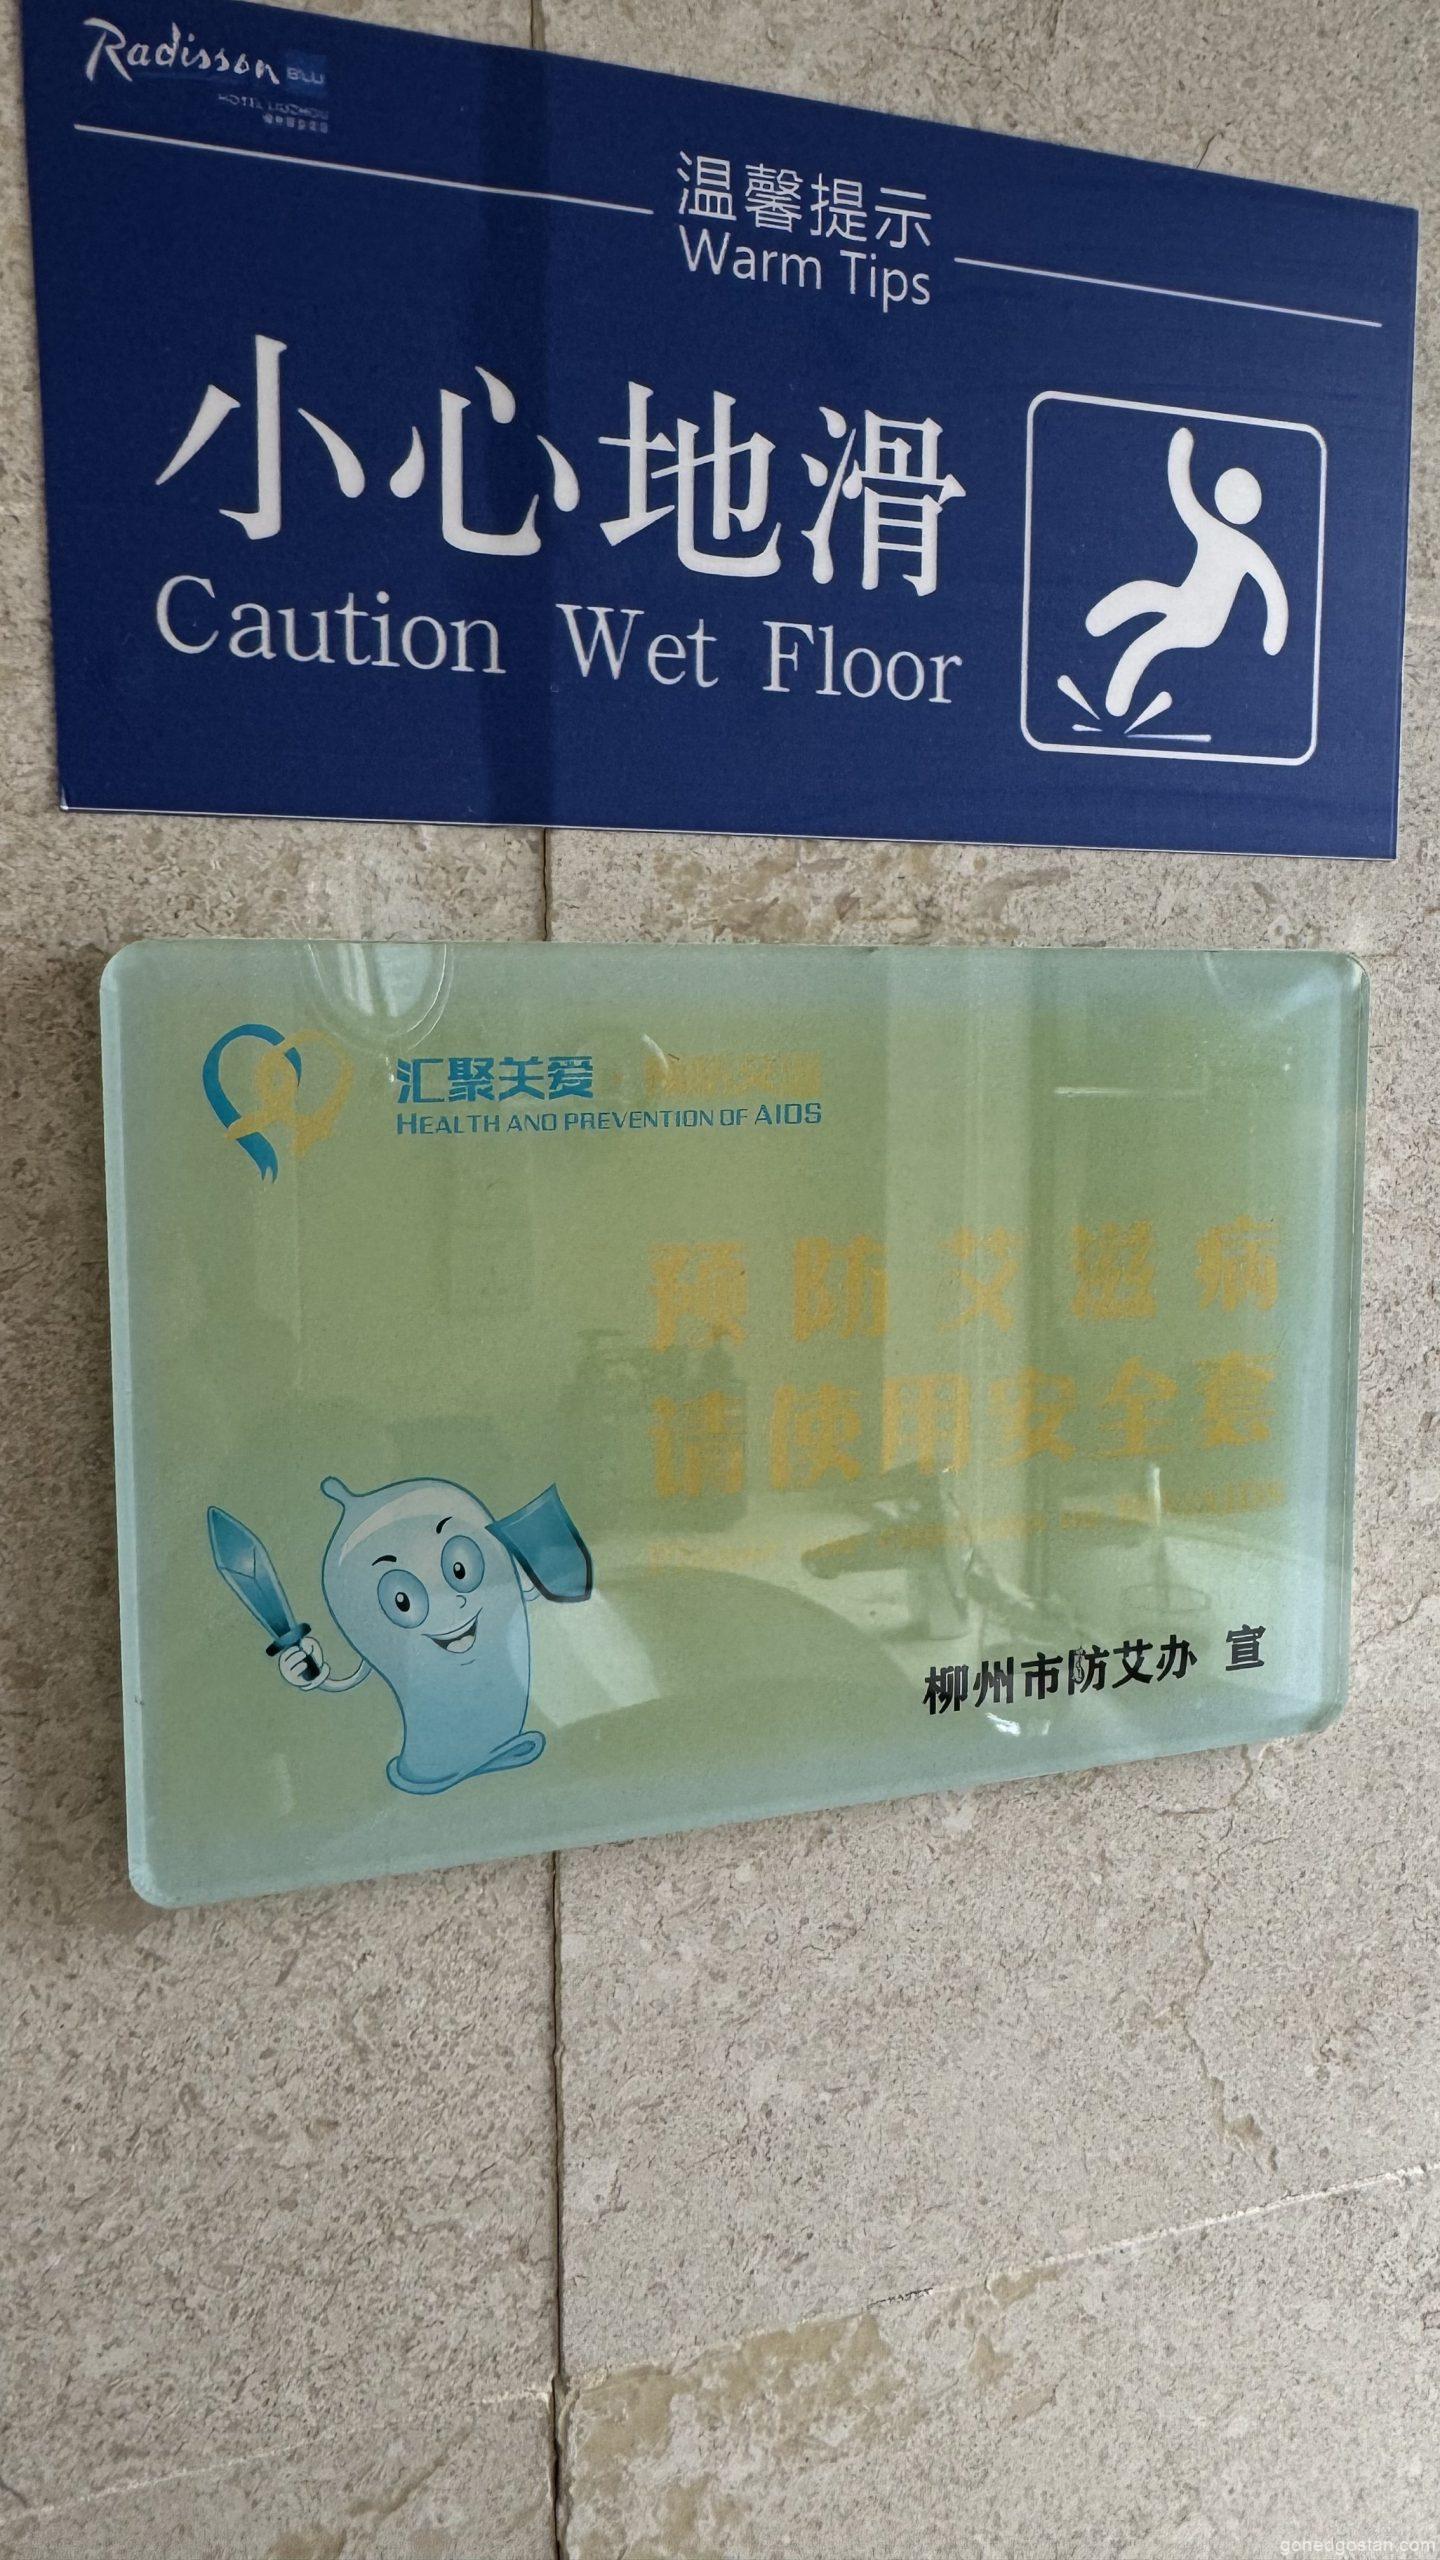 Radisson BLU
温馨提示
Warm Tips
小心地滑
Caution Wet Floor
汇聚关爱
HEALTH AND PREVENTION OF AIDS
预防艾滋病
请使用安全套
柳州市防艾办 宣
gohedgostan.com